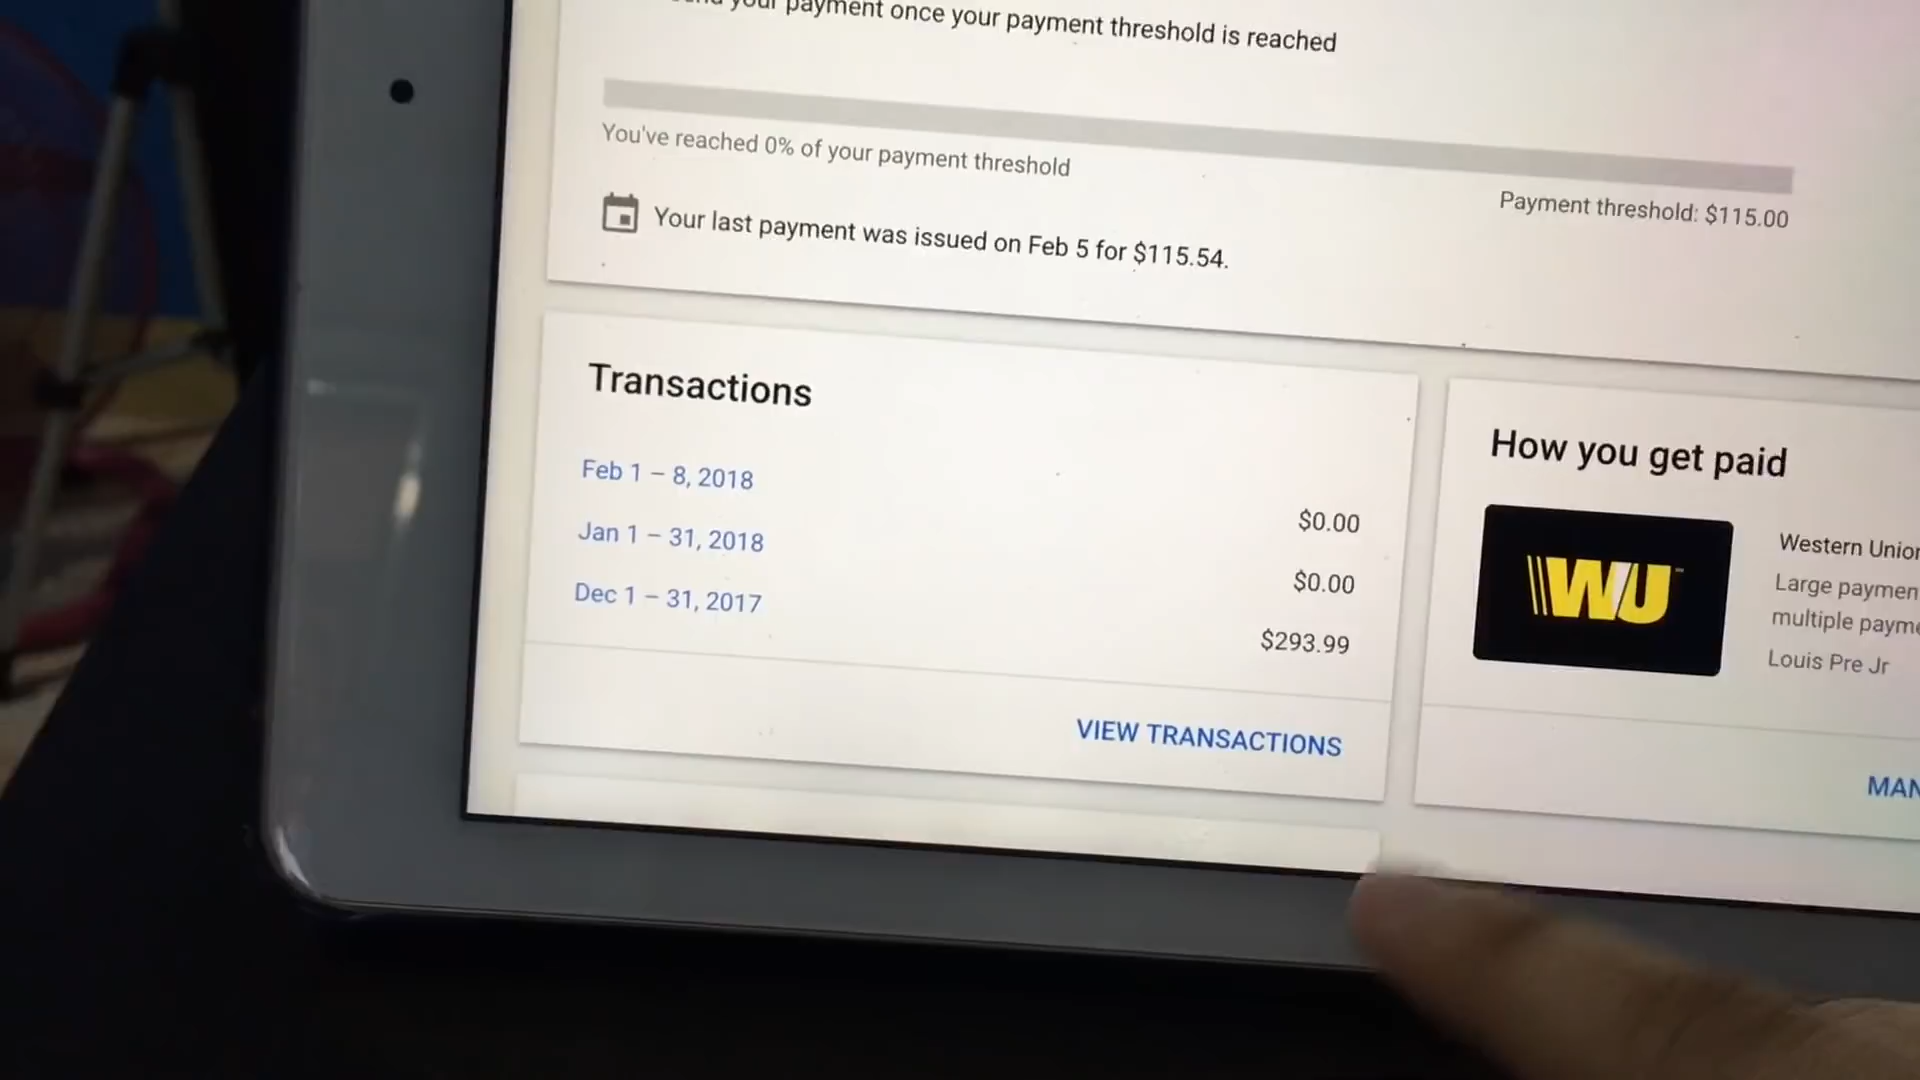 your payment once your payment threshold is reached
You've reached 0% of your payment threshold
Payment threshold: $115.00
Your last payment was issued on Feb 5 for $115.54.
Transactions
Feb 1 – 8, 2018 $0.00
Jan 1 – 31, 2018 $0.00
Dec 1 – 31, 2017 $293.99
VIEW TRANSACTIONS
How you get paid
WU
Western Union
Large paymen
multiple payme
Louis Pre Jr
MAN